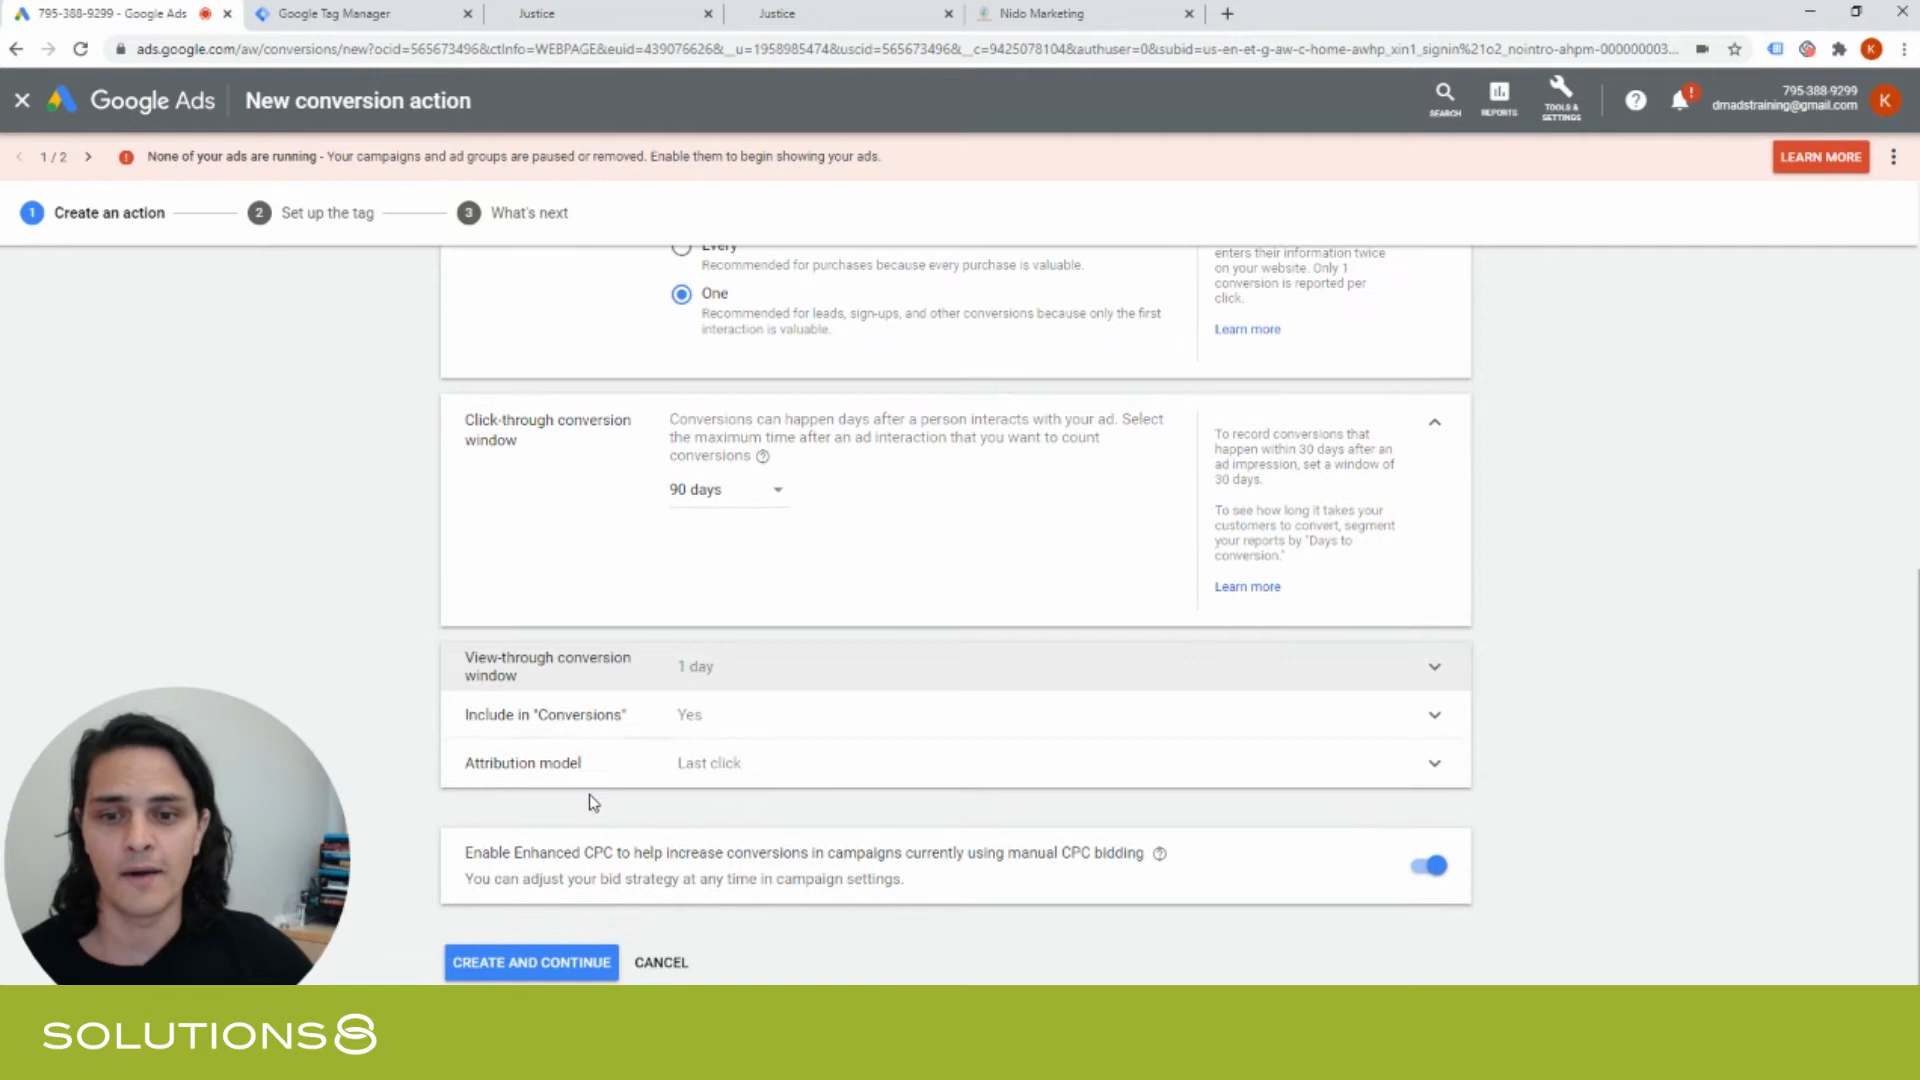 795-388-9299 - Google Ads
Google Tag Manager
Justice
Justice
Nido Marketing
ads.google.com/aw/conversions/new?ocid=565673496&ctInfo=WEBPAGE&euid=439076626&__u=1958985474&uscid=565673496&__c=9425078104&authuser=0&subid=us-en-et-g-aw-c-home-awhp_xin1_signin%21o2_nointro-ahpm-000000003...
K
Google Ads
New conversion action
SEARCH
REPORTS
TOOLS &
SETTINGS
795-388-9299
dmadstraining@gmail.com
K
1 / 2
None of your ads are running - Your campaigns and ad groups are paused or removed. Enable them to begin showing your ads.
LEARN MORE
1 Create an action
2 Set up the tag
3 What's next
Every
Recommended for purchases because every purchase is valuable.
One
Recommended for leads, sign-ups, and other conversions because only the first
interaction is valuable.
enters their information twice
on your website. Only 1
conversion is reported per
click.
Learn more
Click-through conversion
window
Conversions can happen days after a person interacts with your ad. Select
the maximum time after an ad interaction that you want to count
conversions
90 days
To record conversions that
happen within 30 days after an
ad impression, set a window of
30 days.
To see how long it takes your
customers to convert, segment
your reports by "Days to
conversion."
Learn more
View-through conversion
window
1 day
Include in "Conversions"
Yes
Attribution model
Last click
Enable Enhanced CPC to help increase conversions in campaigns currently using manual CPC bidding
You can adjust your bid strategy at any time in campaign settings.
CREATE AND CONTINUE
CANCEL
SOLUTIONS8